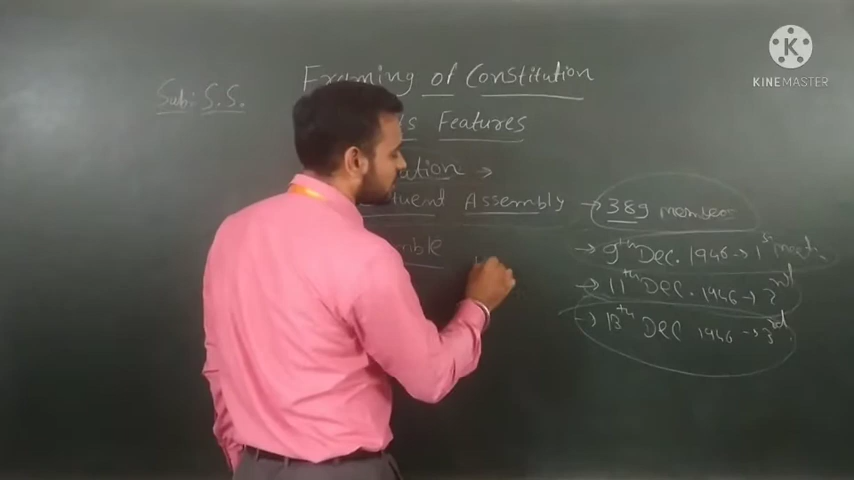 Sub: S.S.
Framing of Constitution
Features
→
Assembly → 389 members
→ 9th Dec. 1946 → 1st meet.
→ 11th Dec. 1946 → 2nd
→ 13th Dec 1946 → 3rd.
K
KINEMASTER